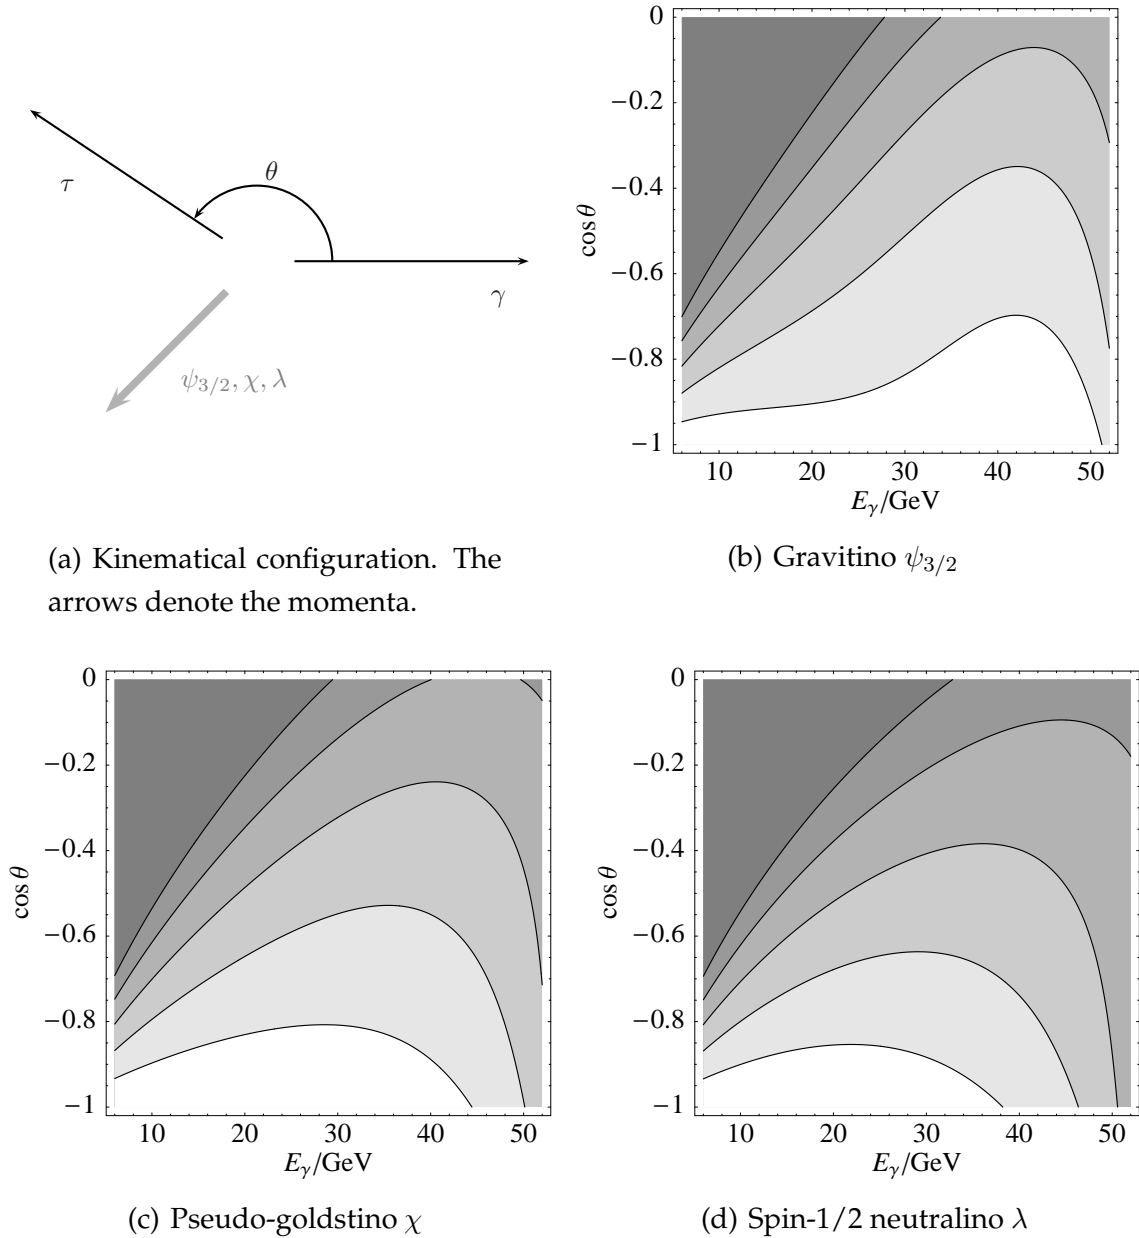 τ
θ
γ
ψ3/2, χ, λ
(a) Kinematical configuration. The
arrows denote the momenta.
0
−0.2
−0.4
−0.6
−0.8
−1
cos θ
10 20 30 40 50
Eγ/GeV
(b) Gravitino ψ3/2
0
−0.2
−0.4
−0.6
−0.8
−1
cos θ
10 20 30 40 50
Eγ/GeV
(c) Pseudo-goldstino χ
0
−0.2
−0.4
−0.6
−0.8
−1
cos θ
10 20 30 40 50
Eγ/GeV
(d) Spin-1/2 neutralino λ